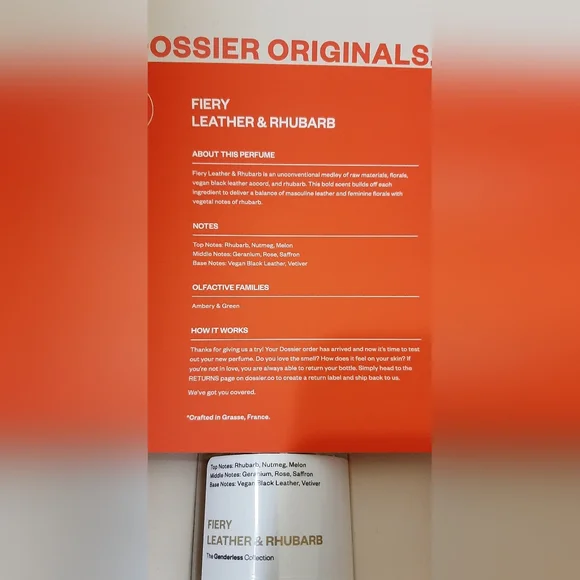 OSSIER ORIGINALS.
FIERY
LEATHER & RHUBARB
ABOUT THIS PERFUME
Fiery Leather & Rhubarb is an unconventional medley of raw materials, florals,
vegan black leather accord, and rhubarb. This bold scent builds off each
ingredient to deliver a balance of masculine leather and feminine florals with
vegetal notes of rhubarb.
NOTES
Top Notes: Rhubarb, Nutmeg, Melon
Middle Notes: Geranium, Rose, Saffron
Base Notes: Vegan Black Leather, Vetiver
OLFACTIVE FAMILIES
Ambery & Green
HOW IT WORKS
Thanks for giving us a try! Your Dossier order has arrived and now it's time to test
out your new perfume. Do you love the smell? How does it feel on your skin? If
you're not in love, you are always able to return your bottle. Simply head to the
RETURNS page on dossier.co to create a return label and ship back to us.
We've got you covered.
*Crafted in Grasse, France.
Top Notes: Rhubarb, Nutmeg, Melon
Middle Notes: Geranium, Rose, Saffron
Base Notes: Vegan Black Leather, Vetiver
FIERY
LEATHER & RHUBARB
The Genderless Collection